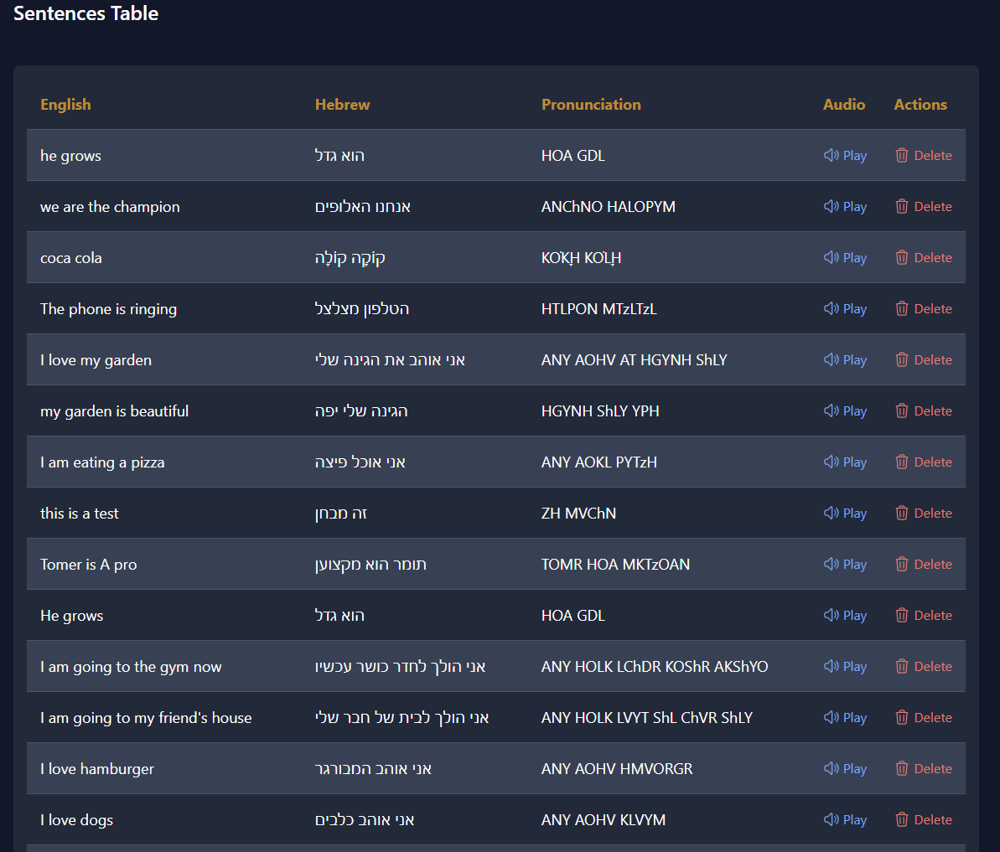 Sentences Table
English Hebrew Pronunciation Audio Actions
he grows הוא גדל HOA GDL Play Delete
we are the champion אנחנו האלופים ANChNO HALOPYM Play Delete
coca cola קוֹקָה קוֹלָה KOֹKָH KOֹLָH Play Delete
The phone is ringing הטלפון מצלצל HTLPON MTzLTzL Play Delete
I love my garden אני אוהב את הגינה שלי ANY AOHV AT HGYNH ShLY Play Delete
my garden is beautiful הגינה שלי יפה HGYNH ShLY YPH Play Delete
I am eating a pizza אני אוכל פיצה ANY AOKL PYTzH Play Delete
this is a test זה מבחן ZH MVChN Play Delete
Tomer is A pro תומר הוא מקצוען TOMR HOA MKTzOAN Play Delete
He grows הוא גדל HOA GDL Play Delete
I am going to the gym now אני הולך לחדר כושר עכשיו ANY HOLK LChDR KOShR AKShYO Play Delete
I am going to my friend's house אני הולך לבית של חבר שלי ANY HOLK LVYT ShL ChVR ShLY Play Delete
I love hamburger אני אוהב המבורגר ANY AOHV HMVORGR Play Delete
I love dogs אני אוהב כלבים ANY AOHV KLVYM Play Delete